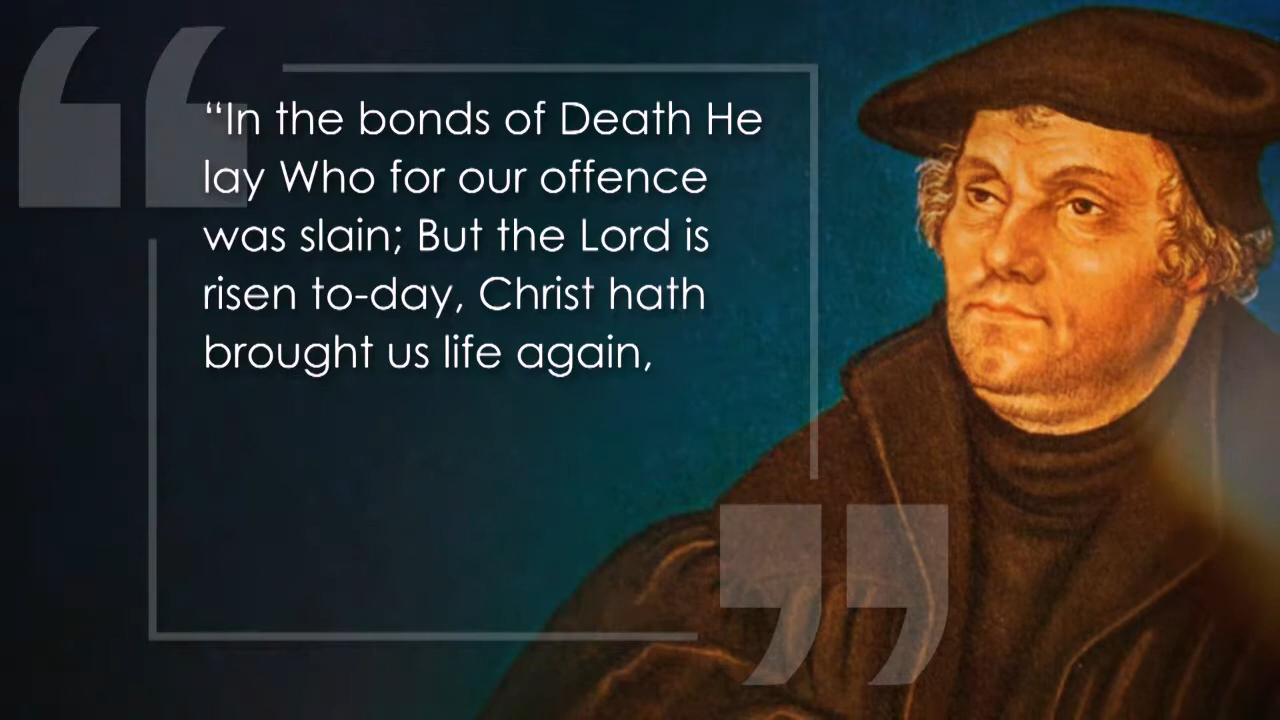 “In the bonds of Death He
lay Who for our offence
was slain; But the Lord is
risen to-day, Christ hath
brought us life again,